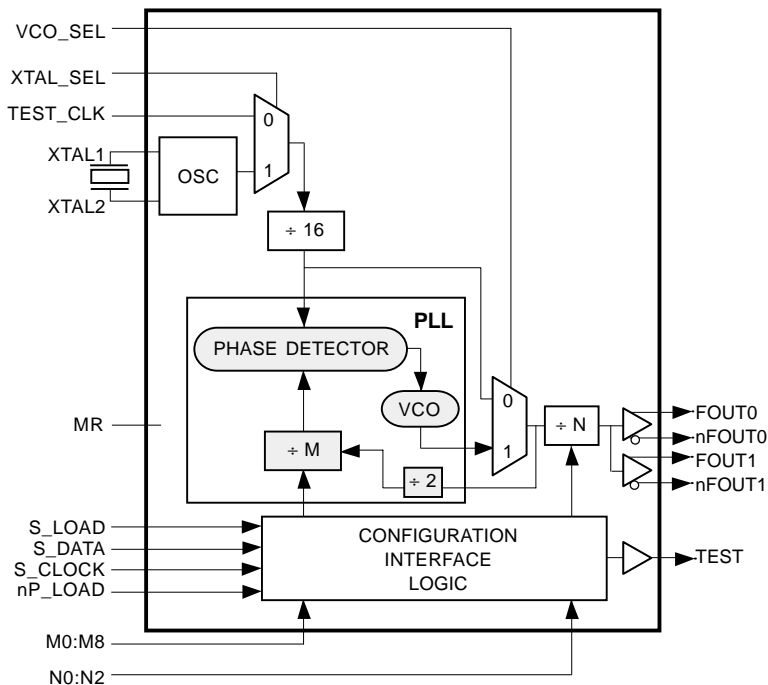 VCO_SEL
XTAL_SEL
TEST_CLK
0
XTAL1
OSC
1
XTAL2
÷ 16
PLL
PHASE DETECTOR
VCO
0
FOUT0
MR
÷ N
nFOUT0
÷ M
1
FOUT1
÷ 2
nFOUT1
S_LOAD
S_DATA
S_CLOCK
nP_LOAD
CONFIGURATION
INTERFACE
LOGIC
TEST
M0:M8
N0:N2